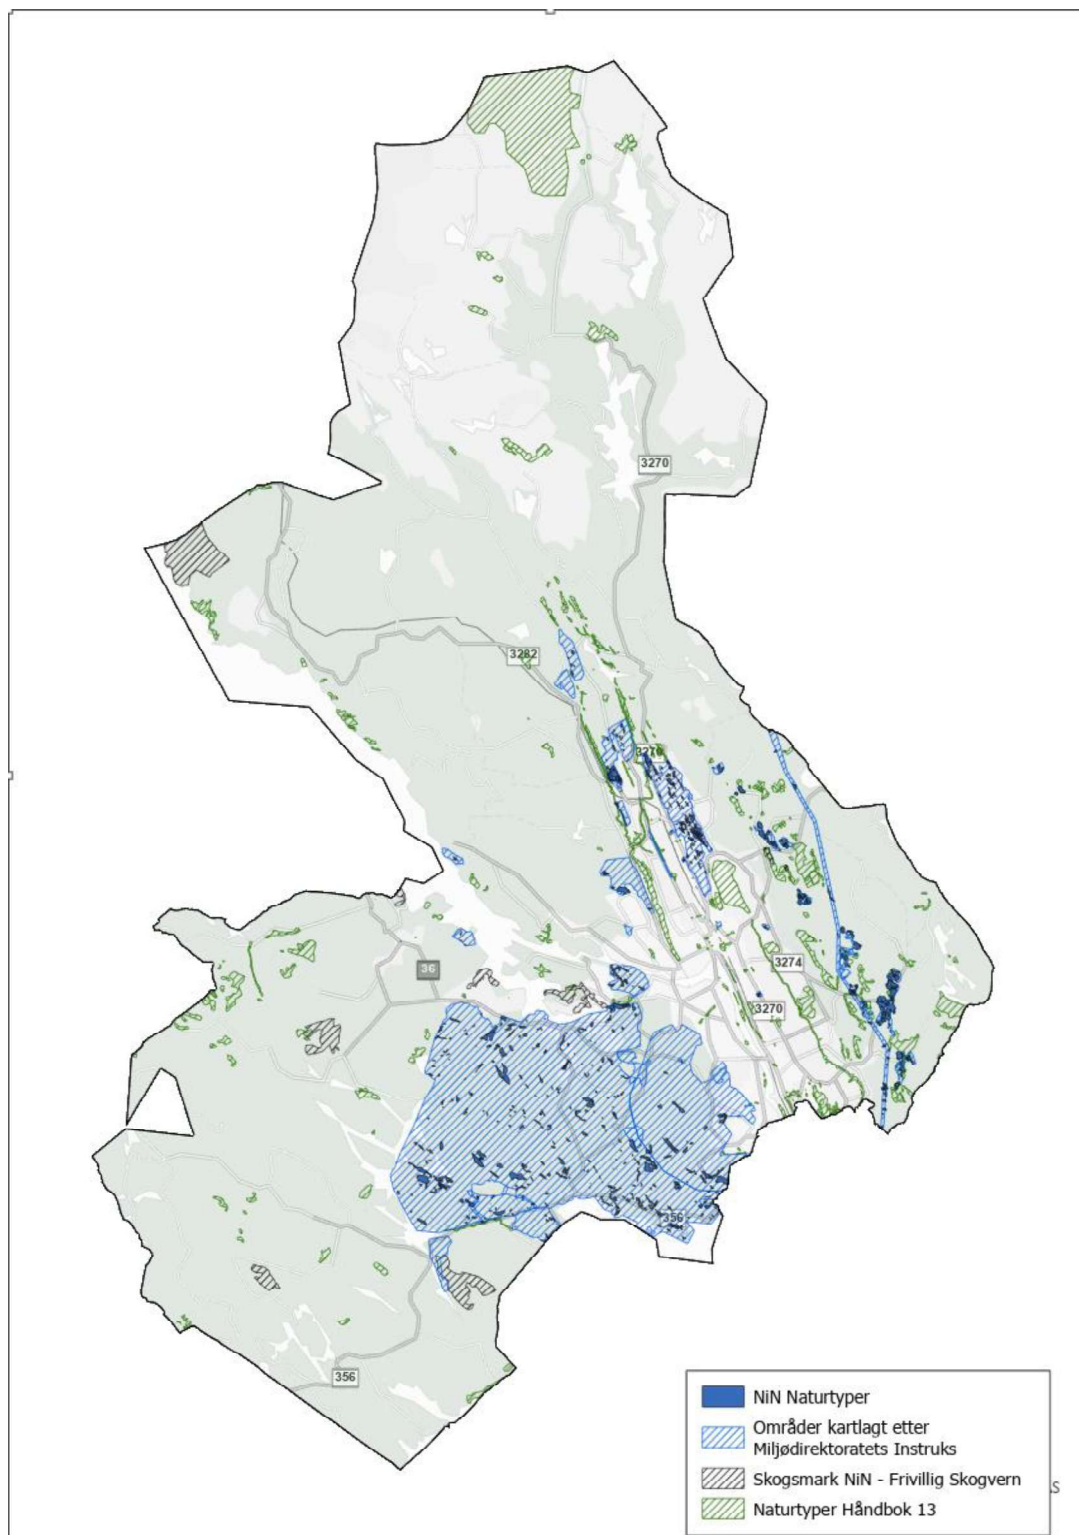 3270
3282
3270
36
3274
3270
356
356
NiN Naturtyper
Områder kartlagt etter
Miljødirektoratets Instruks
Skogsmark NiN - Frivillig Skogvern
AS
Naturtyper Håndbok 13